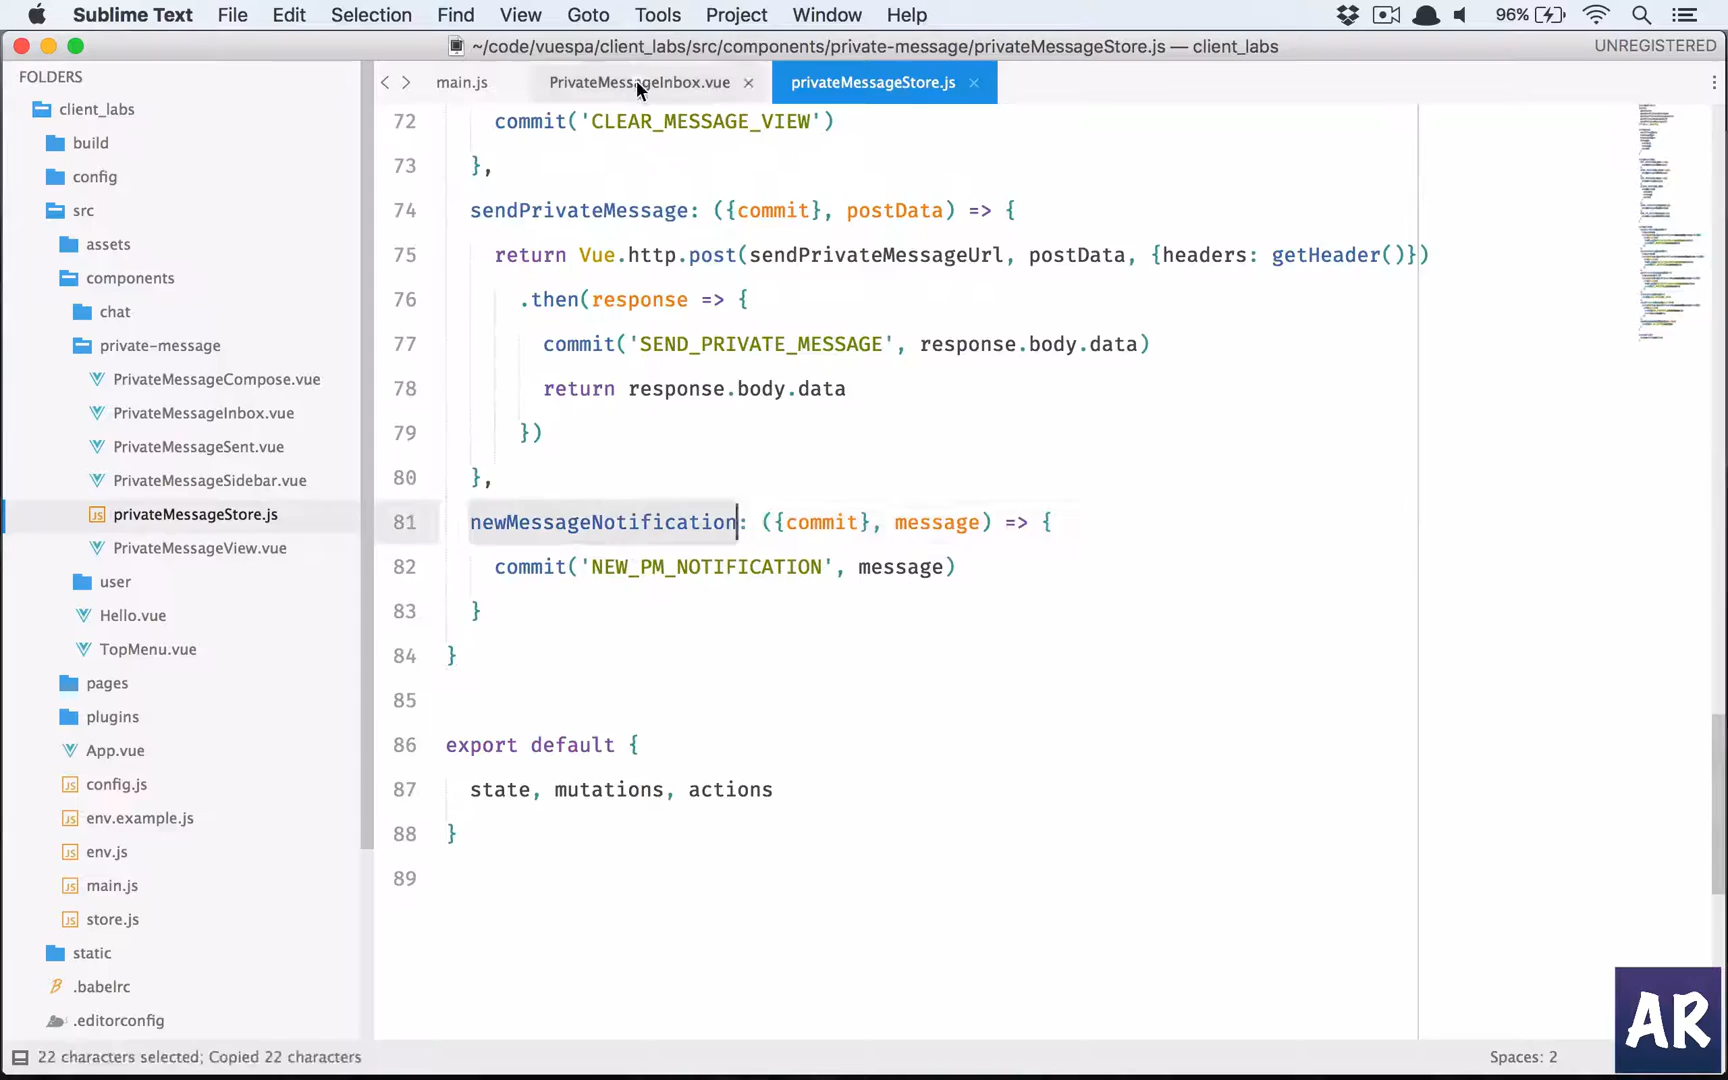 Sublime Text File Edit Selection Find View Goto Tools Project Window Help 96%
~/code/vuespa/client_labs/src/components/private-message/privateMessageStore.js — client_labs UNREGISTERED
FOLDERS
client_labs
build
config
src
assets
components
chat
private-message
PrivateMessageCompose.vue
PrivateMessageInbox.vue
PrivateMessageSent.vue
PrivateMessageSidebar.vue
JS privateMessageStore.js
PrivateMessageView.vue
user
Hello.vue
TopMenu.vue
pages
plugins
App.vue
JS config.js
JS env.example.js
JS env.js
JS main.js
JS store.js
static
.babelrc
.editorconfig
main.js PrivateMessageInbox.vue × privateMessageStore.js ×
72 commit('CLEAR_MESSAGE_VIEW')
73 },
74 sendPrivateMessage: ({commit}, postData) => {
75 return Vue.http.post(sendPrivateMessageUrl, postData, {headers: getHeader()})
76 .then(response => {
77 commit('SEND_PRIVATE_MESSAGE', response.body.data)
78 return response.body.data
79 })
80 },
81 newMessageNotification: ({commit}, message) => {
82 commit('NEW_PM_NOTIFICATION', message)
83 }
84 }
85
86 export default {
87 state, mutations, actions
88 }
89
22 characters selected; Copied 22 characters Spaces: 2
AR